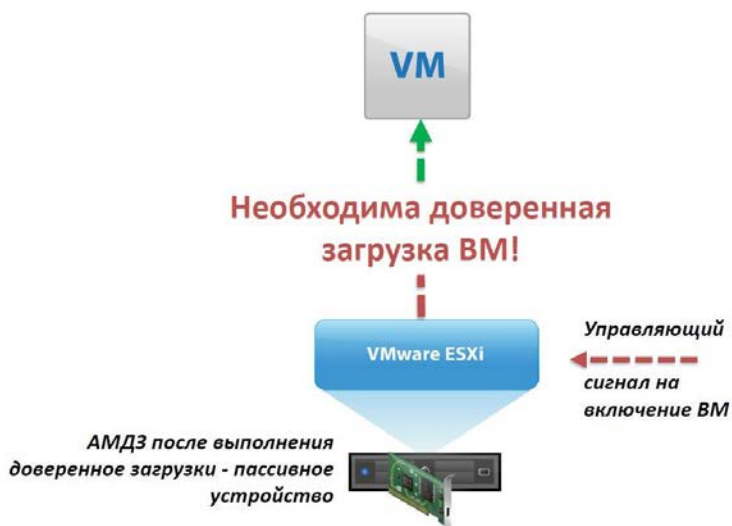 VM
Необходима доверенная
загрузка ВМ!
VMware ESXi
Управляющий
сигнал на
включение ВМ
АМДЗ после выполнения
доверенное загрузки - пассивное
устройство